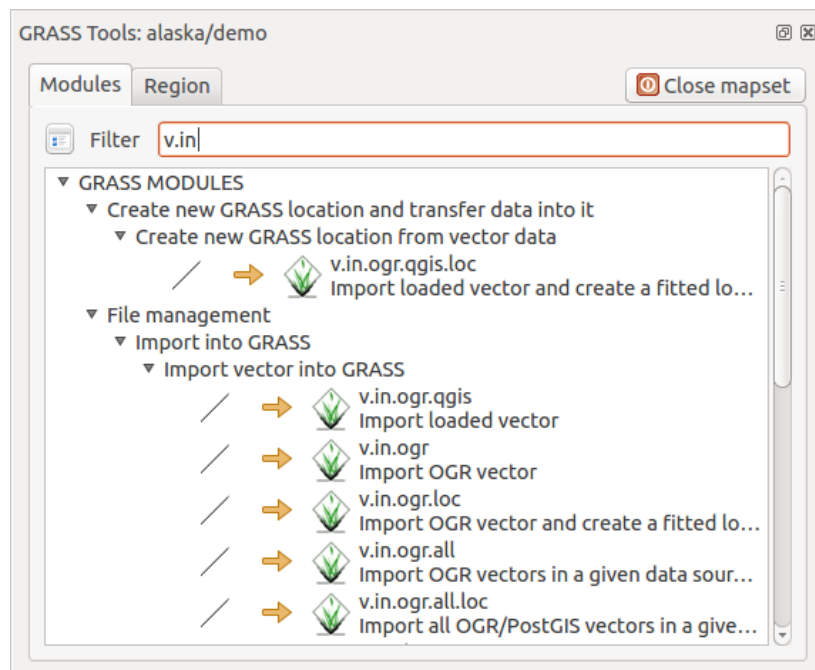 GRASS Tools: alaska/demo
Modules
Region
Close mapset
Filter
v.in
GRASS MODULES
Create new GRASS location and transfer data into it
Create new GRASS location from vector data
v.in.ogr.qgis.loc
Import loaded vector and create a fitted lo...
File management
Import into GRASS
Import vector into GRASS
v.in.ogr.qgis
Import loaded vector
v.in.ogr
Import OGR vector
v.in.ogr.loc
Import OGR vector and create a fitted lo...
v.in.ogr.all
Import OGR vectors in a given data sour...
v.in.ogr.all.loc
Import all OGR/PostGIS vectors in a give...